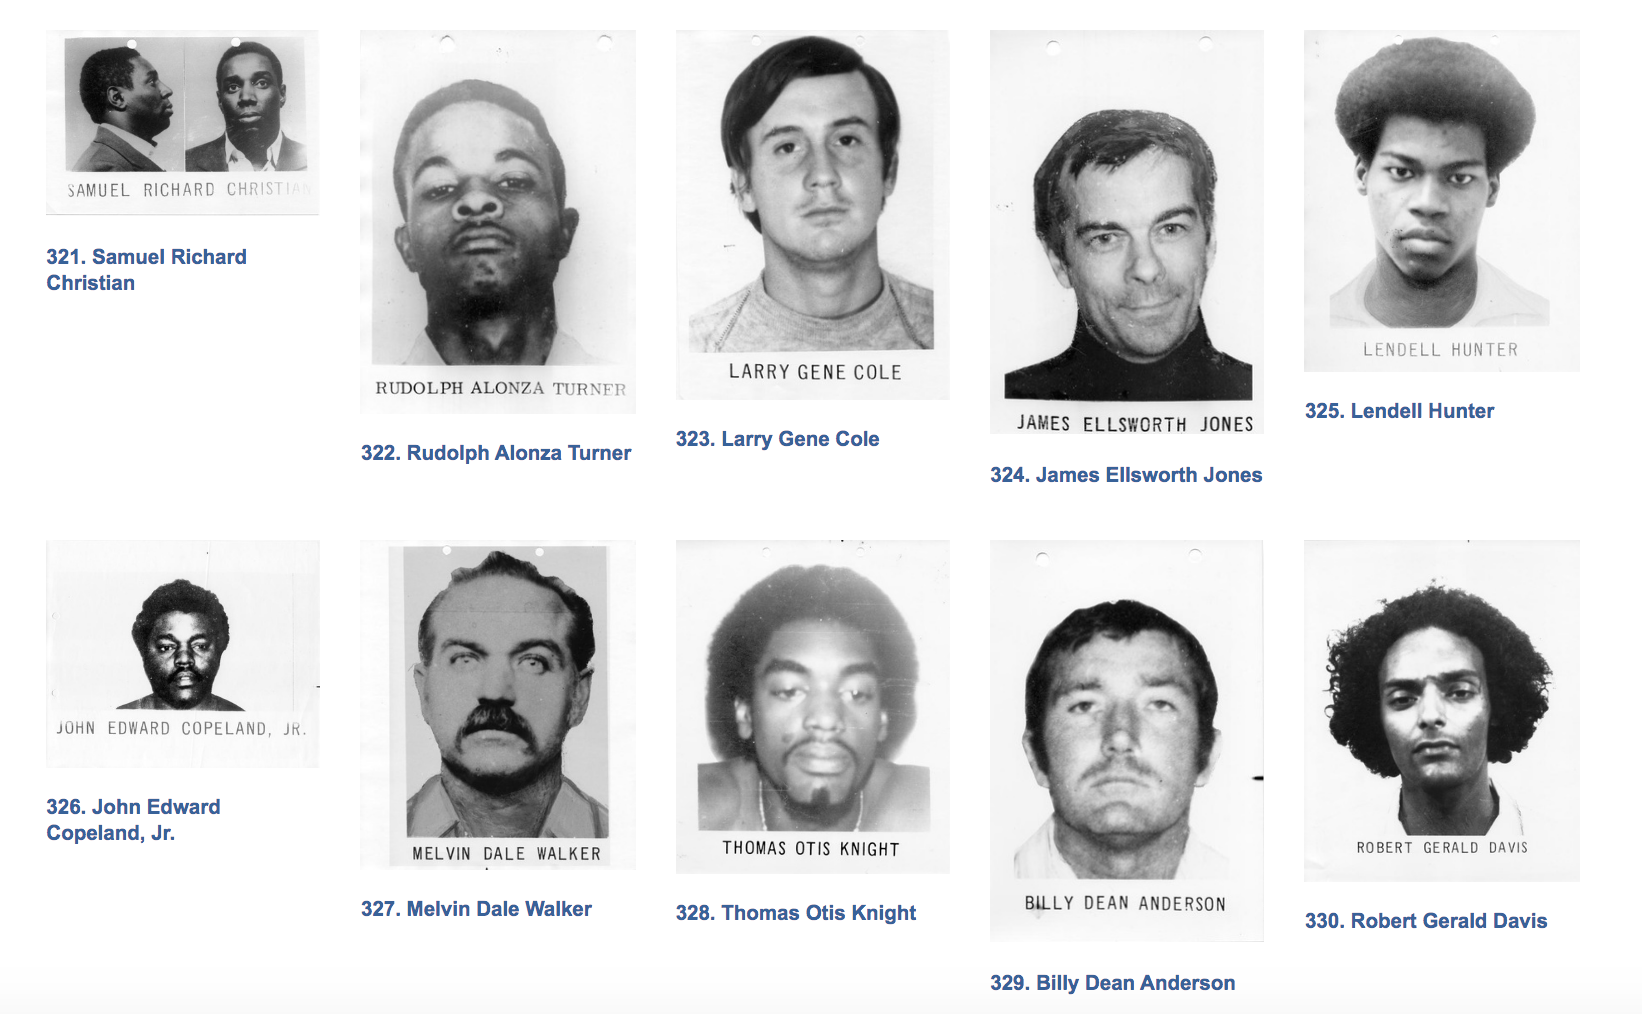 SAMUEL RICHARD CHRISTIAN
321. Samuel Richard
Christian
RUDOLPH ALONZA TURNER
322. Rudolph Alonza Turner
LARRY GENE COLE
323. Larry Gene Cole
JAMES ELLSWORTH JONES
324. James Ellsworth Jones
LENDELL HUNTER
325. Lendell Hunter
JOHN EDWARD COPELAND, JR.
326. John Edward
Copeland, Jr.
MELVIN DALE WALKER
327. Melvin Dale Walker
THOMAS OTIS KNIGHT
328. Thomas Otis Knight
BILLY DEAN ANDERSON
329. Billy Dean Anderson
ROBERT GERALD DAVIS
330. Robert Gerald Davis